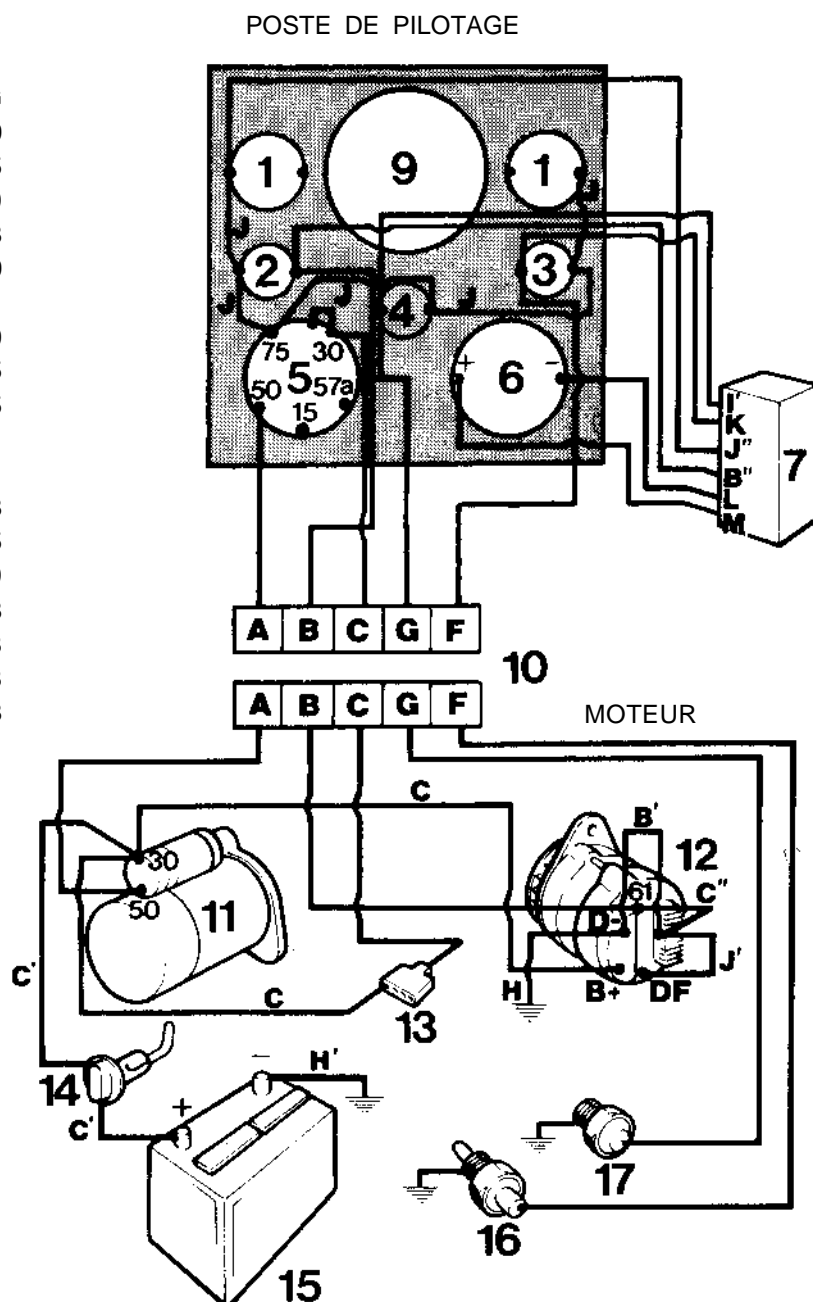 POSTE DE PILOTAGE
1 9 1
J J
2 3
J J 4 J
75 30
50 5 57a
15
+ 6 -
I'
K
J"
B"
L
M
7
A B C G F
10
A B C G F
MOTEUR
C
B' 12
30
50 11
61 C"
D-
J'
H B+ DF
C'
C
13
14
- H'
+
C'
17
16
15